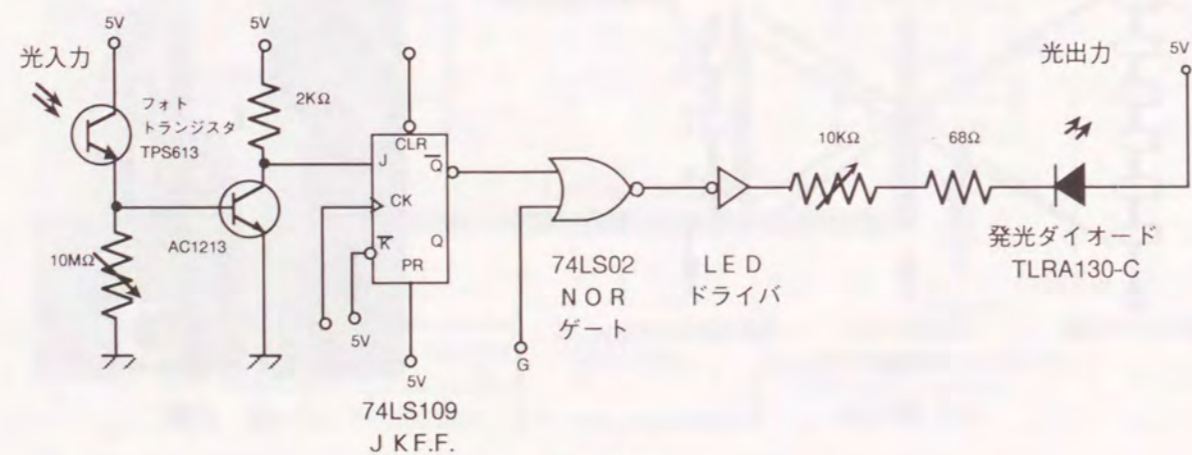 5V
光入力
フォト
トランジスタ
TPS613
10MΩ
5V
2KΩ
AC1213
CLR
J
Q̅
CK
K̅
Q
PR
5V
5V
74LS109
J K F.F.
74LS02
N O R
ゲート
G
L E D
ドライバ
10KΩ
68Ω
光出力
5V
発光ダイオード
TLRA130-C